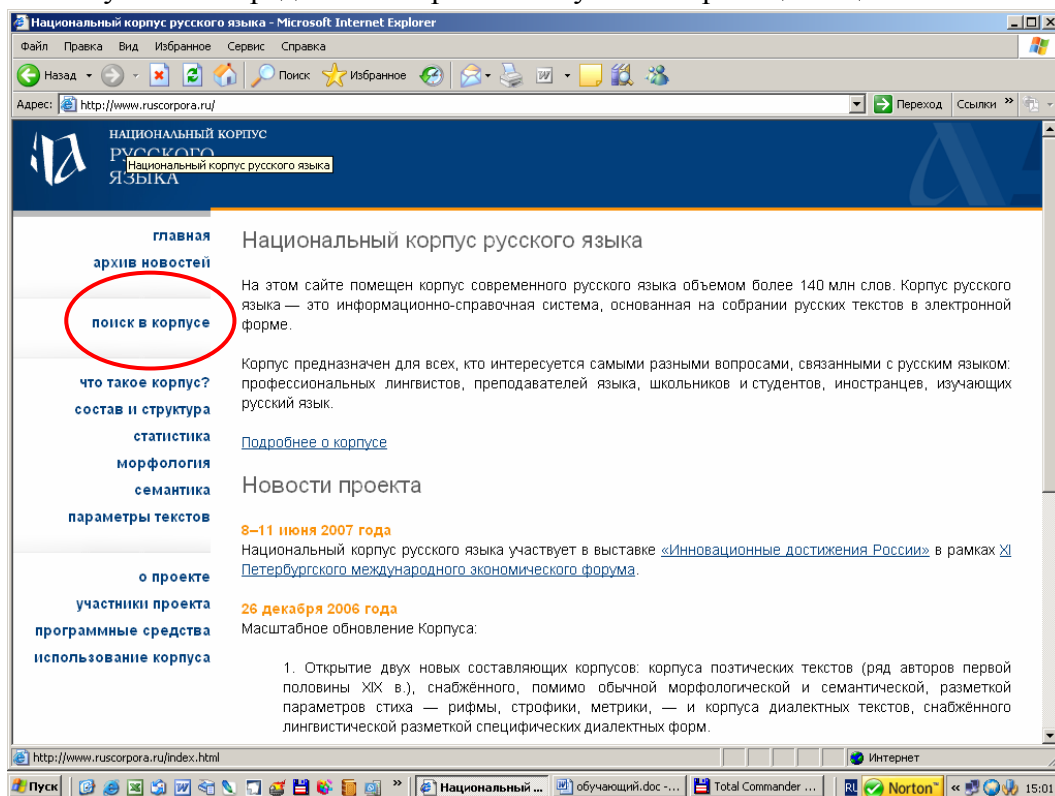 Национальный корпус русского языка - Microsoft Internet Explorer
Файл Правка Вид Избранное Сервис Справка
Назад Поиск Избранное
Адрес: http://www.ruscorpora.ru/ Переход Ссылки »
НАЦИОНАЛЬНЫЙ КОРПУС
РУССКОГО
Национальный корпус русского языка
ЯЗЫКА
главная
архив новостей
поиск в корпусе
что такое корпус?
состав и структура
статистика
морфология
семантика
параметры текстов
о проекте
участники проекта
программные средства
использование корпуса
Национальный корпус русского языка
На этом сайте помещен корпус современного русского языка объемом более 140 млн слов. Корпус русского
языка — это информационно-справочная система, основанная на собрании русских текстов в электронной
форме.
Корпус предназначен для всех, кто интересуется самыми разными вопросами, связанными с русским языком:
профессиональных лингвистов, преподавателей языка, школьников и студентов, иностранцев, изучающих
русский язык.
Подробнее о корпусе
Новости проекта
8–11 июня 2007 года
Национальный корпус русского языка участвует в выставке «Инновационные достижения России» в рамках XI
Петербургского международного экономического форума.
26 декабря 2006 года
Масштабное обновление Корпуса:
1. Открытие двух новых составляющих корпусов: корпуса поэтических текстов (ряд авторов первой
половины XIX в.), снабжённого, помимо обычной морфологической и семантической, разметкой
параметров стиха — рифмы, строфики, метрики, — и корпуса диалектных текстов, снабжённого
лингвистической разметкой специфических диалектных форм.
http://www.ruscorpora.ru/index.html Интернет
Пуск » Национальный ... обучающий.doc -... Total Commander ... RL Norton™ « 15:01